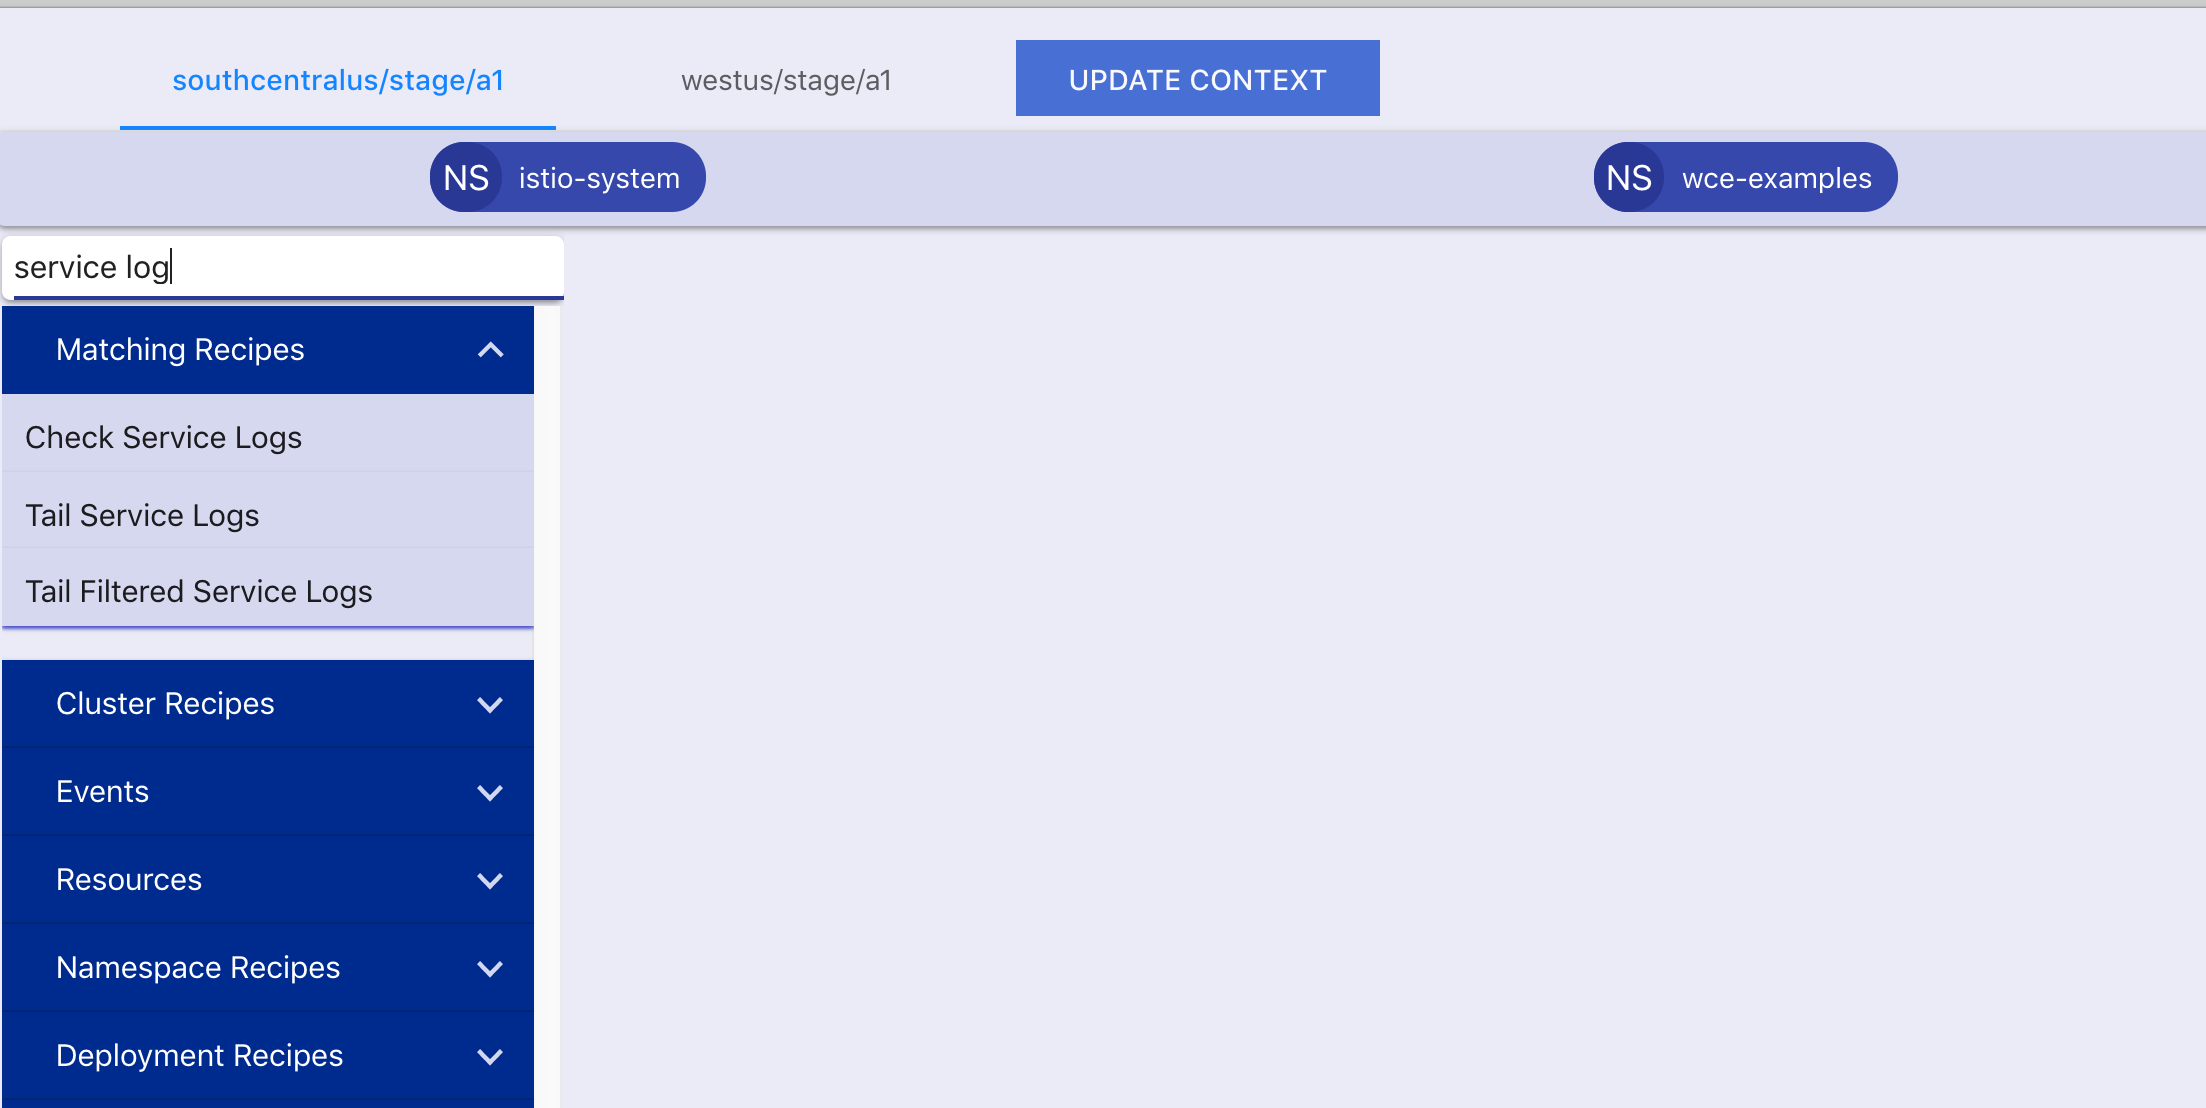 southcentralus/stage/a1 westus/stage/a1 UPDATE CONTEXT
NS istio-system NS wce-examples
service log
Matching Recipes
Check Service Logs
Tail Service Logs
Tail Filtered Service Logs
Cluster Recipes
Events
Resources
Namespace Recipes
Deployment Recipes